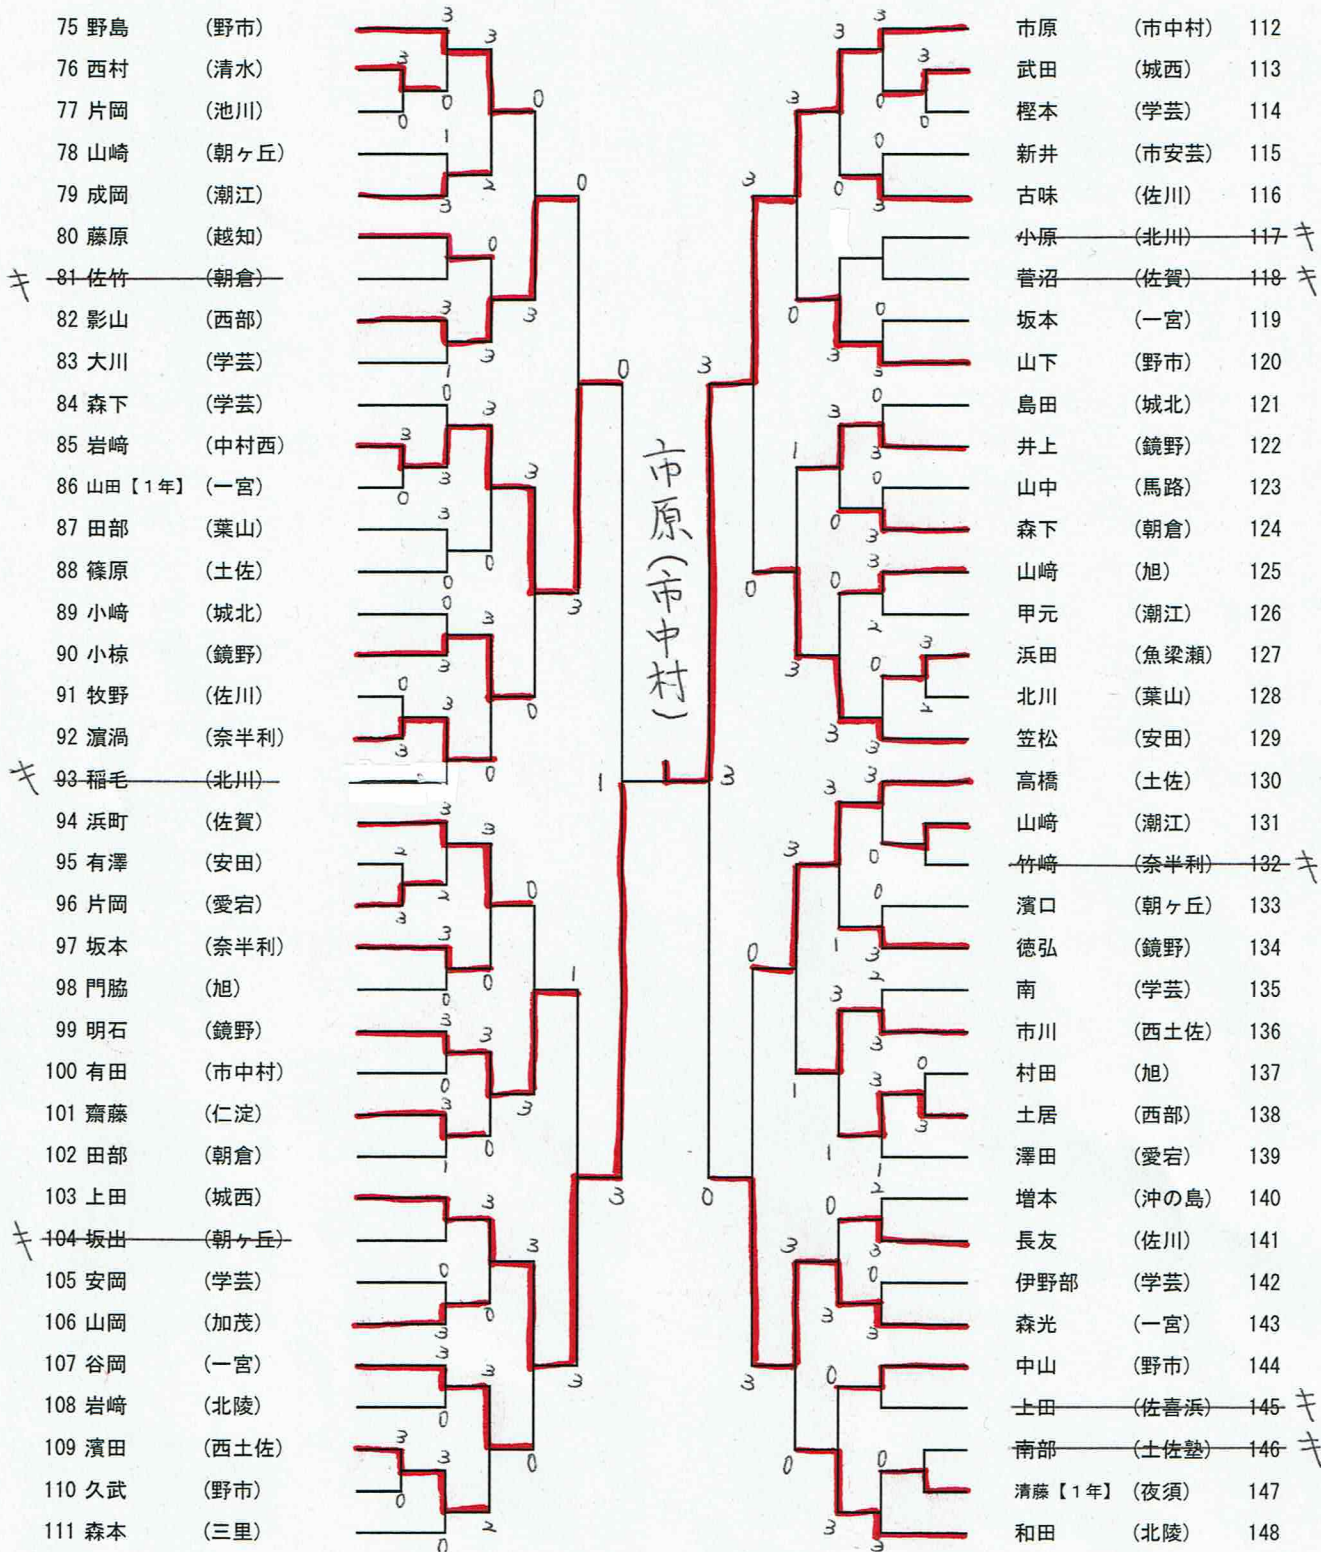 75 野島 (野市)
76 西村 (清水)
77 片岡 (池川)
78 山崎 (朝ヶ丘)
79 成岡 (潮江)
80 藤原 (越知)
キ 81 佐竹 (朝倉)
82 影山 (西部)
83 大川 (学芸)
84 森下 (学芸)
85 岩﨑 (中村西)
86 山田【1年】 (一宮)
87 田部 (葉山)
88 篠原 (土佐)
89 小﨑 (城北)
90 小椋 (鏡野)
91 牧野 (佐川)
92 濵渦 (奈半利)
キ 93 稲毛 (北川)
94 浜町 (佐賀)
95 有澤 (安田)
96 片岡 (愛宕)
97 坂本 (奈半利)
98 門脇 (旭)
99 明石 (鏡野)
100 有田 (市中村)
101 齋藤 (仁淀)
102 田部 (朝倉)
103 上田 (城西)
キ 104 坂出 (朝ヶ丘)
105 安岡 (学芸)
106 山岡 (加茂)
107 谷岡 (一宮)
108 岩﨑 (北陵)
109 濱田 (西土佐)
110 久武 (野市)
111 森本 (三里)
市原(市中村)
市原 (市中村) 112
武田 (城西) 113
樫本 (学芸) 114
新井 (市安芸) 115
古味 (佐川) 116
小原 (北川) 117 キ
菅沼 (佐賀) 118 キ
坂本 (一宮) 119
山下 (野市) 120
島田 (城北) 121
井上 (鏡野) 122
山中 (馬路) 123
森下 (朝倉) 124
山﨑 (旭) 125
甲元 (潮江) 126
浜田 (魚梁瀬) 127
北川 (葉山) 128
笠松 (安田) 129
高橋 (土佐) 130
山﨑 (潮江) 131
竹﨑 (奈半利) 132 キ
濱口 (朝ヶ丘) 133
徳弘 (鏡野) 134
南 (学芸) 135
市川 (西土佐) 136
村田 (旭) 137
土居 (西部) 138
澤田 (愛宕) 139
増本 (沖の島) 140
長友 (佐川) 141
伊野部 (学芸) 142
森光 (一宮) 143
中山 (野市) 144
上田 (佐喜浜) 145 キ
南部 (土佐塾) 146 キ
清藤【1年】 (夜須) 147
和田 (北陵) 148